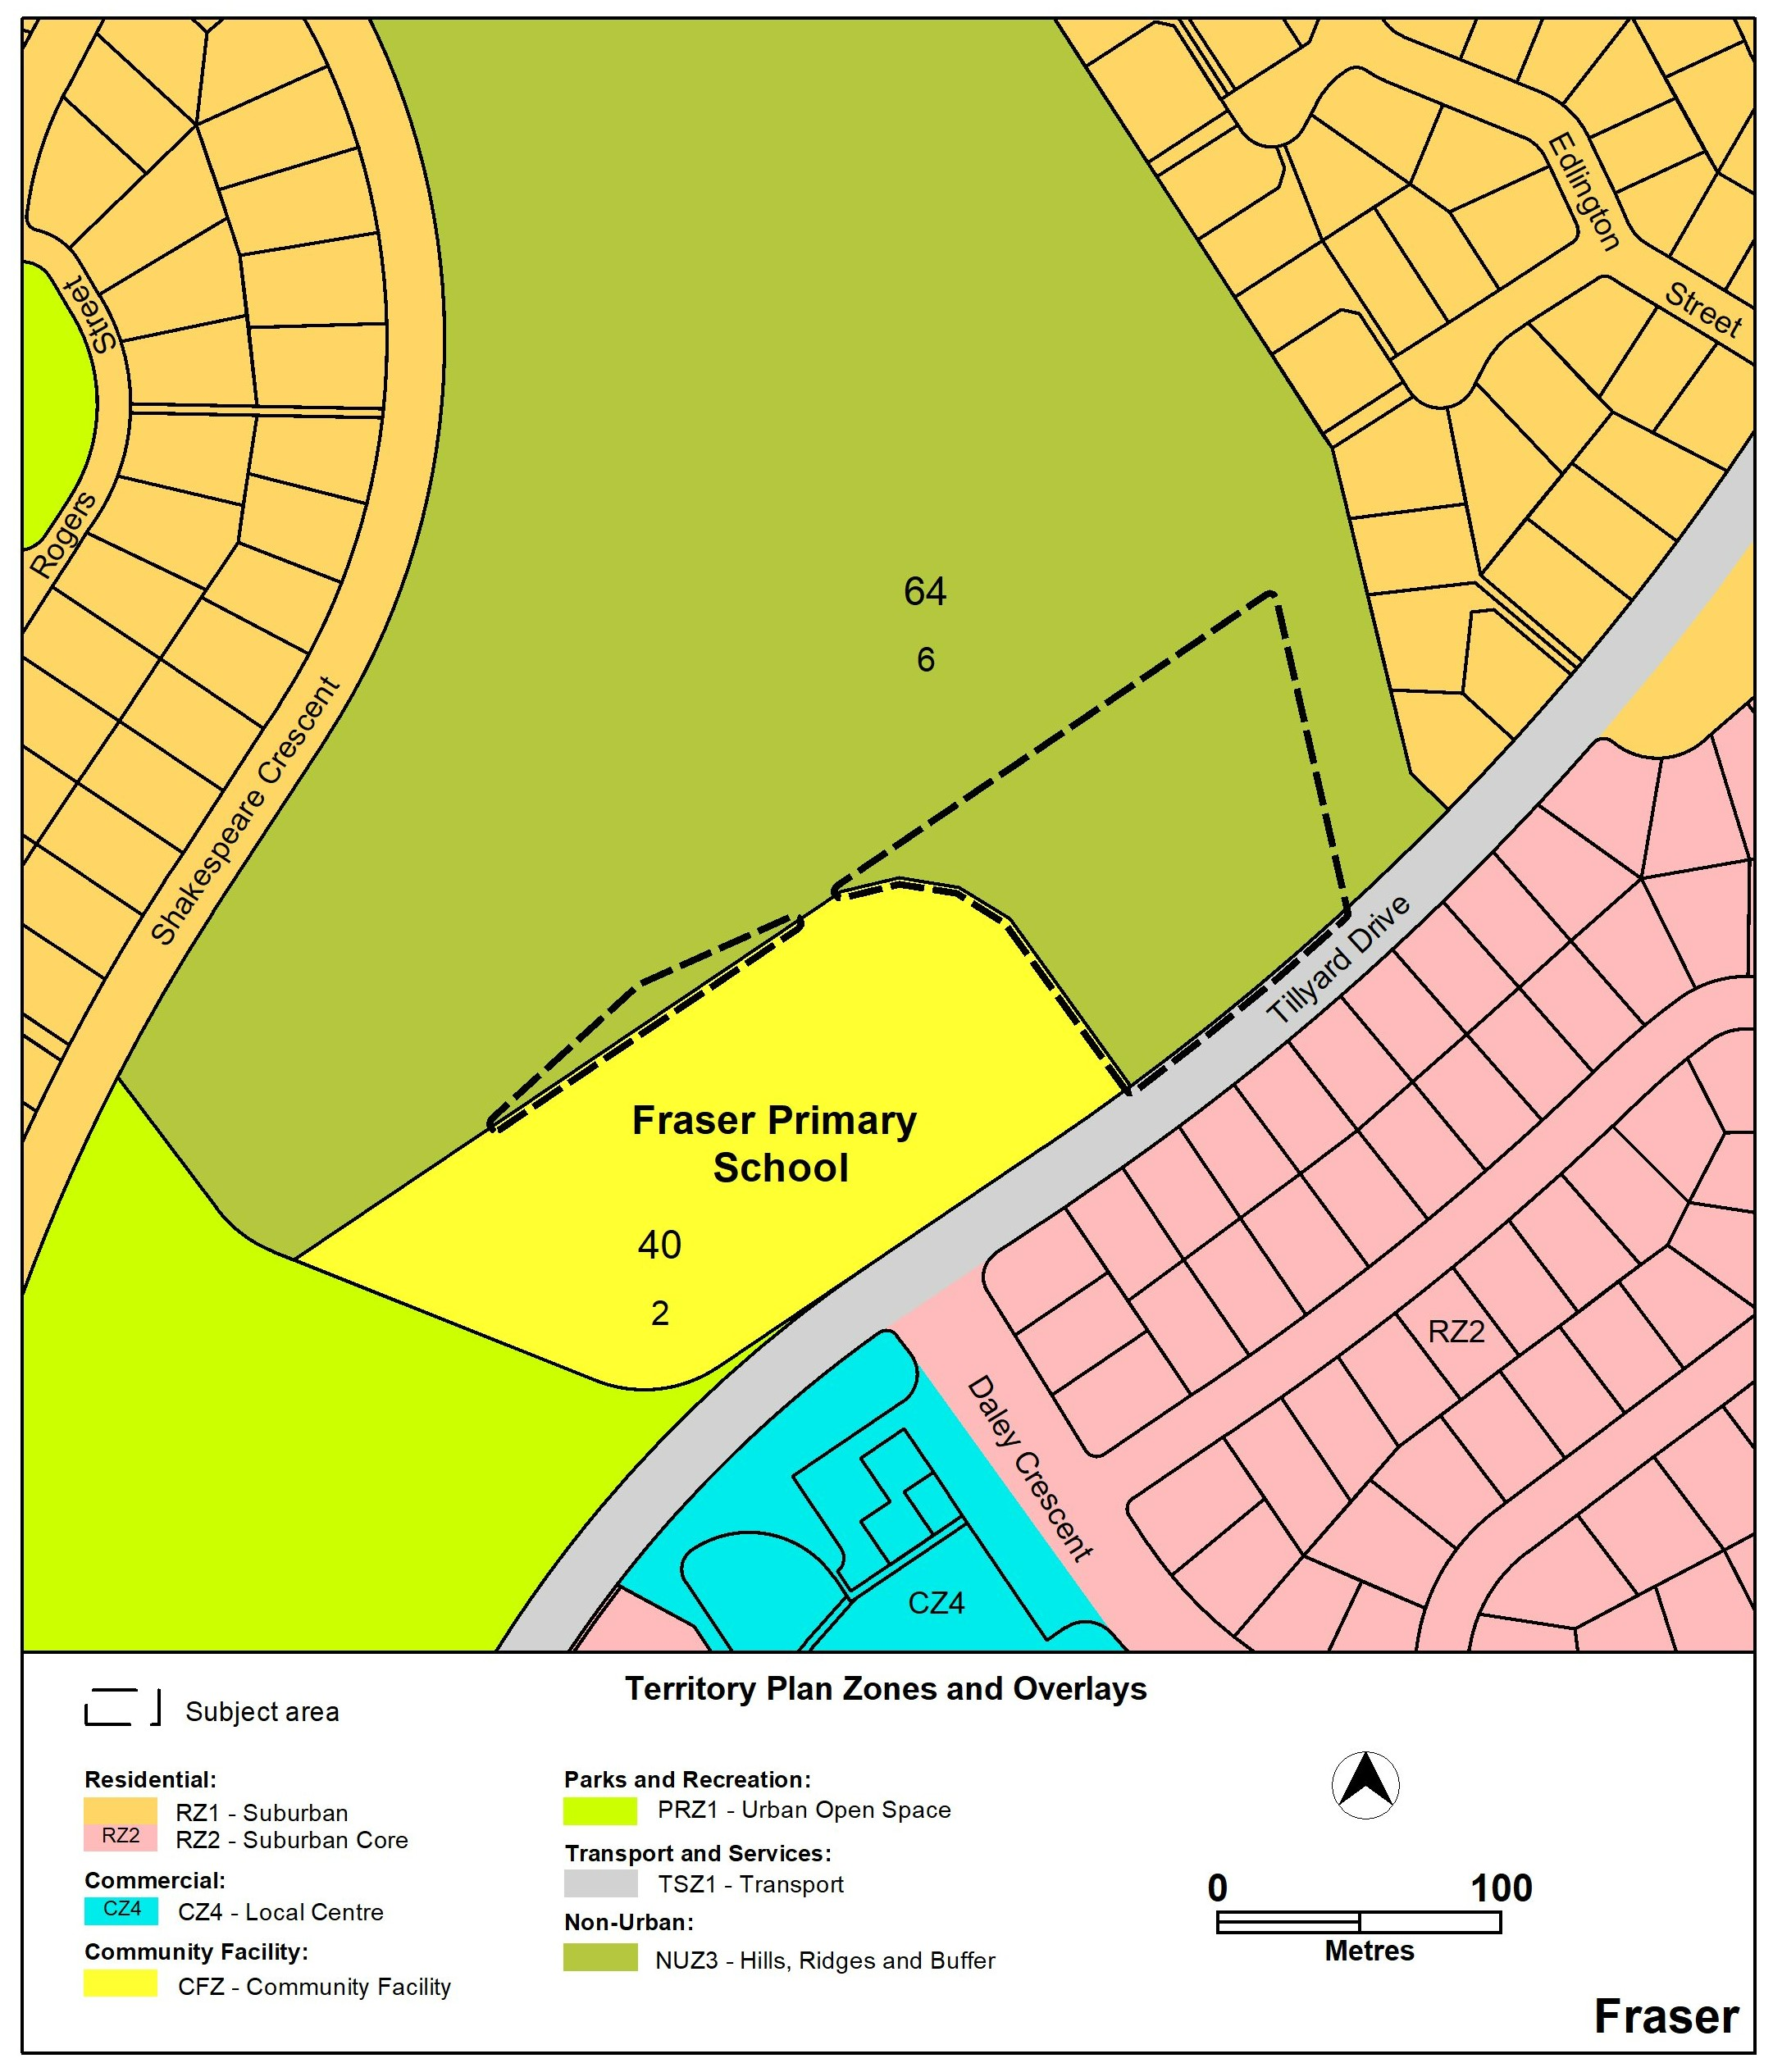 Edlington
Street
Street
Rogers
64
6
Shakespeare Crescent
Tillyard Drive
Fraser Primary
School
40
2
RZ2
Daley Crescent
CZ4
Territory Plan Zones and Overlays
Subject area
Residential:
RZ1 - Suburban
RZ2 RZ2 - Suburban Core
Commercial:
CZ4 CZ4 - Local Centre
Community Facility:
CFZ - Community Facility
Parks and Recreation:
PRZ1 - Urban Open Space
Transport and Services:
TSZ1 - Transport
Non-Urban:
NUZ3 - Hills, Ridges and Buffer
0 100
Metres
Fraser